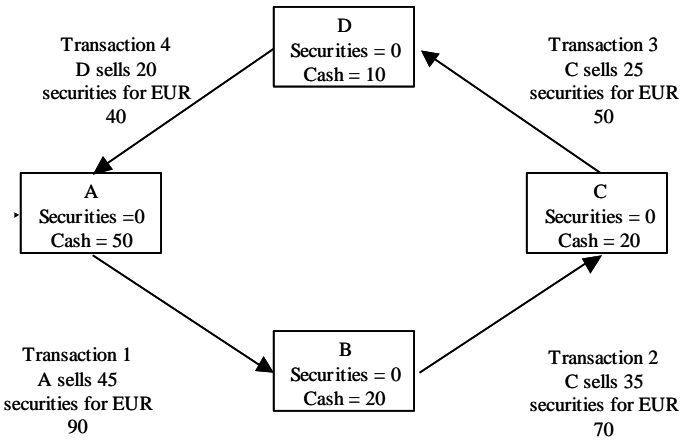 D
Securities = 0
Cash = 10
Transaction 4
D sells 20
securities for EUR
40
Transaction 3
C sells 25
securities for EUR
50
A
Securities =0
Cash = 50
C
Securities = 0
Cash = 20
B
Securities = 0
Cash = 20
Transaction 1
A sells 45
securities for EUR
90
Transaction 2
C sells 35
securities for EUR
70